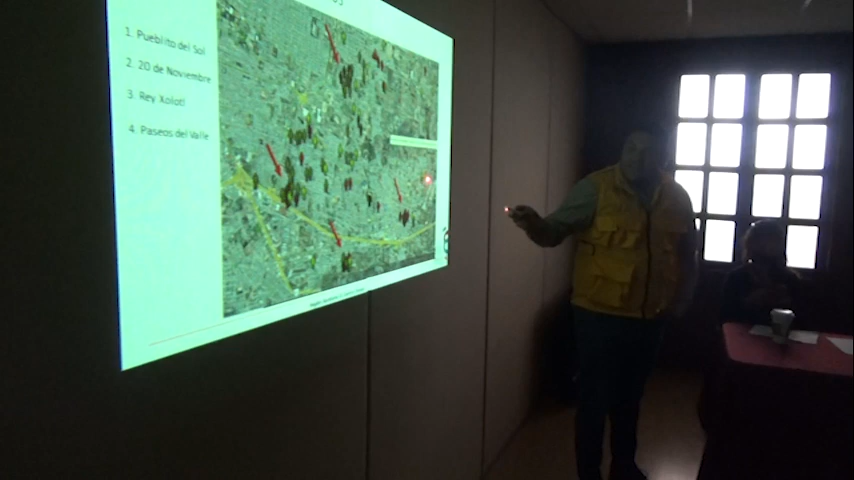 1. Pueblito del Sol
2. 20 de Noviembre
3. Rey Xolotl
4. Paseos del Valle